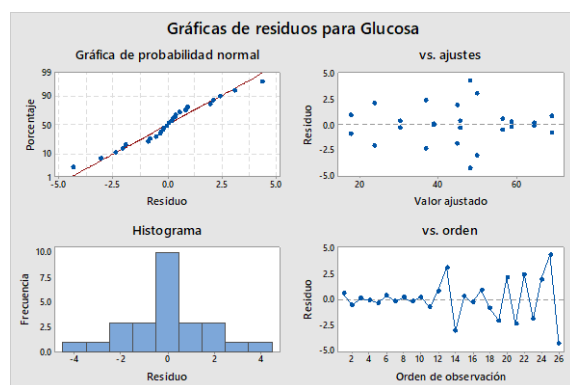 Gráficas de residuos para Glucosa
Gráfica de probabilidad normal
99
90
50
10
1
Porcentaje
-5.0
-2.5
0.0
2.5
5.0
Residuo
vs. ajustes
5.0
2.5
0.0
-2.5
-5.0
Residuo
20
40
60
Valor ajustado
Histograma
10.0
7.5
5.0
2.5
0.0
Frecuencia
-4
-2
0
2
4
Residuo
vs. orden
5.0
2.5
0.0
-2.5
-5.0
Residuo
2 4 6 8 10 12 14 16 18 20 22 24 26
Orden de observación